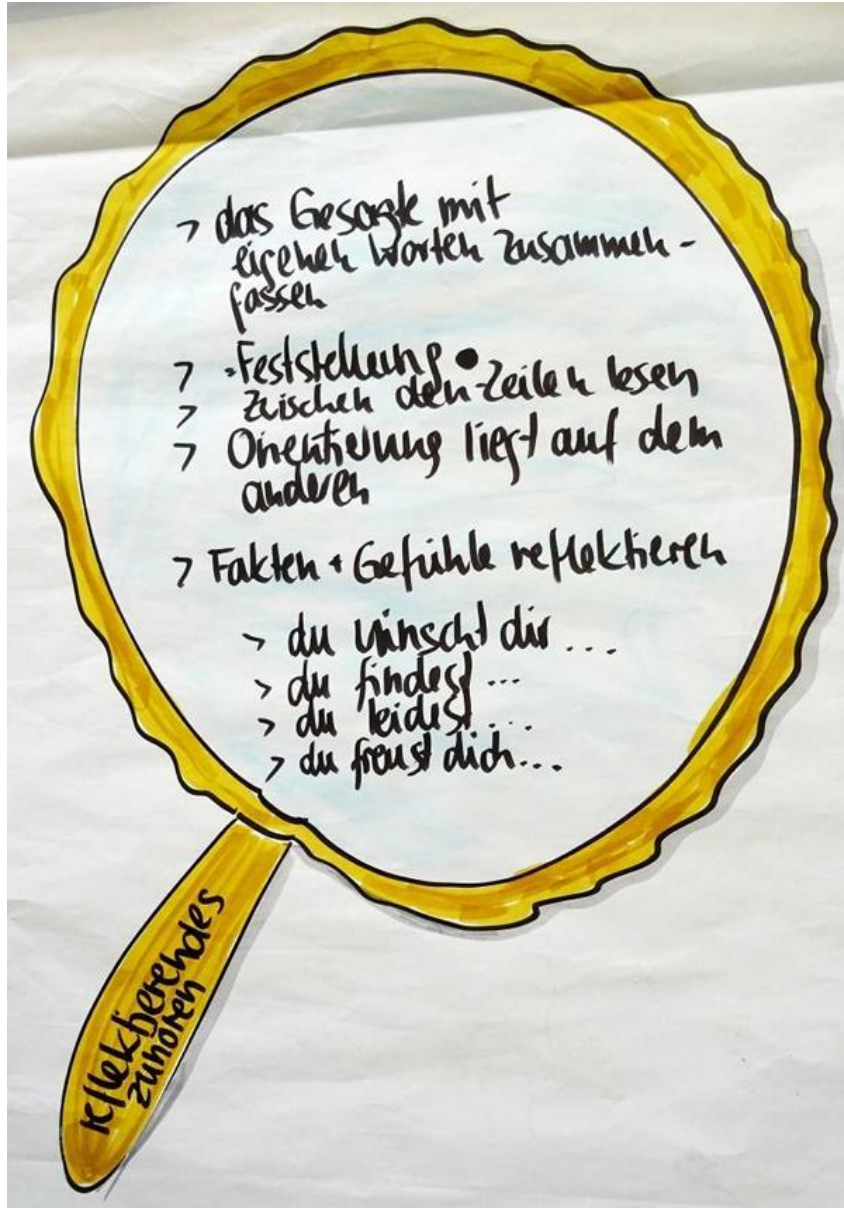 > das Gesagte mit
eigenen Worten zusammen-
fassen
> Feststellung •
> zwischen den Zeilen lesen
> Orientierung liegt auf dem
anderen
> Fakten + Gefühle reflektieren
> du wünscht dir ...
> du findest ...
> du leidest ...
> du freust dich ...
reflektierendes
zuhören